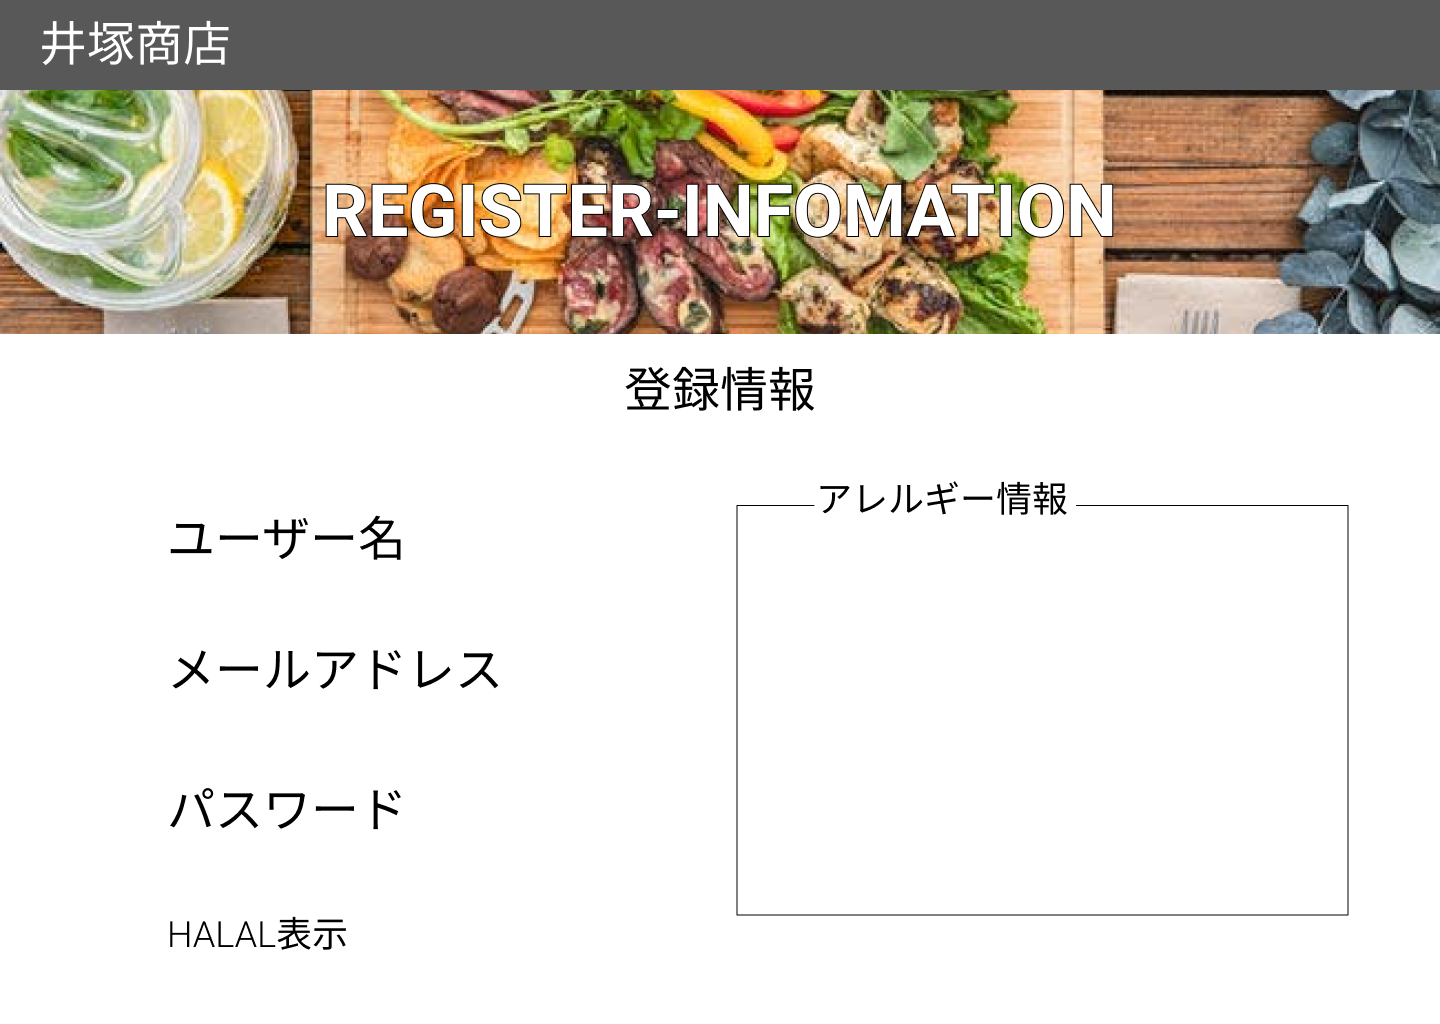 井塚商店
REGISTER-INFOMATION
登録情報
アレルギー情報
ユーザー名
メールアドレス
パスワード
HALAL表示